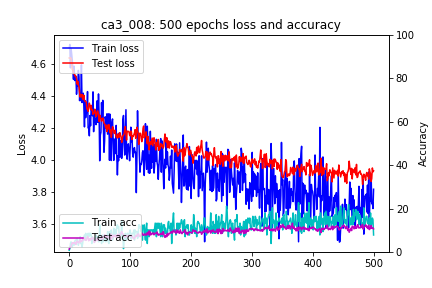 ca3_008: 500 epochs loss and accuracy
Train loss
Test loss
Train acc
Test acc
Loss
4.6
4.4
4.2
4.0
3.8
3.6
Accuracy
100
80
60
40
20
0
0 100 200 300 400 500